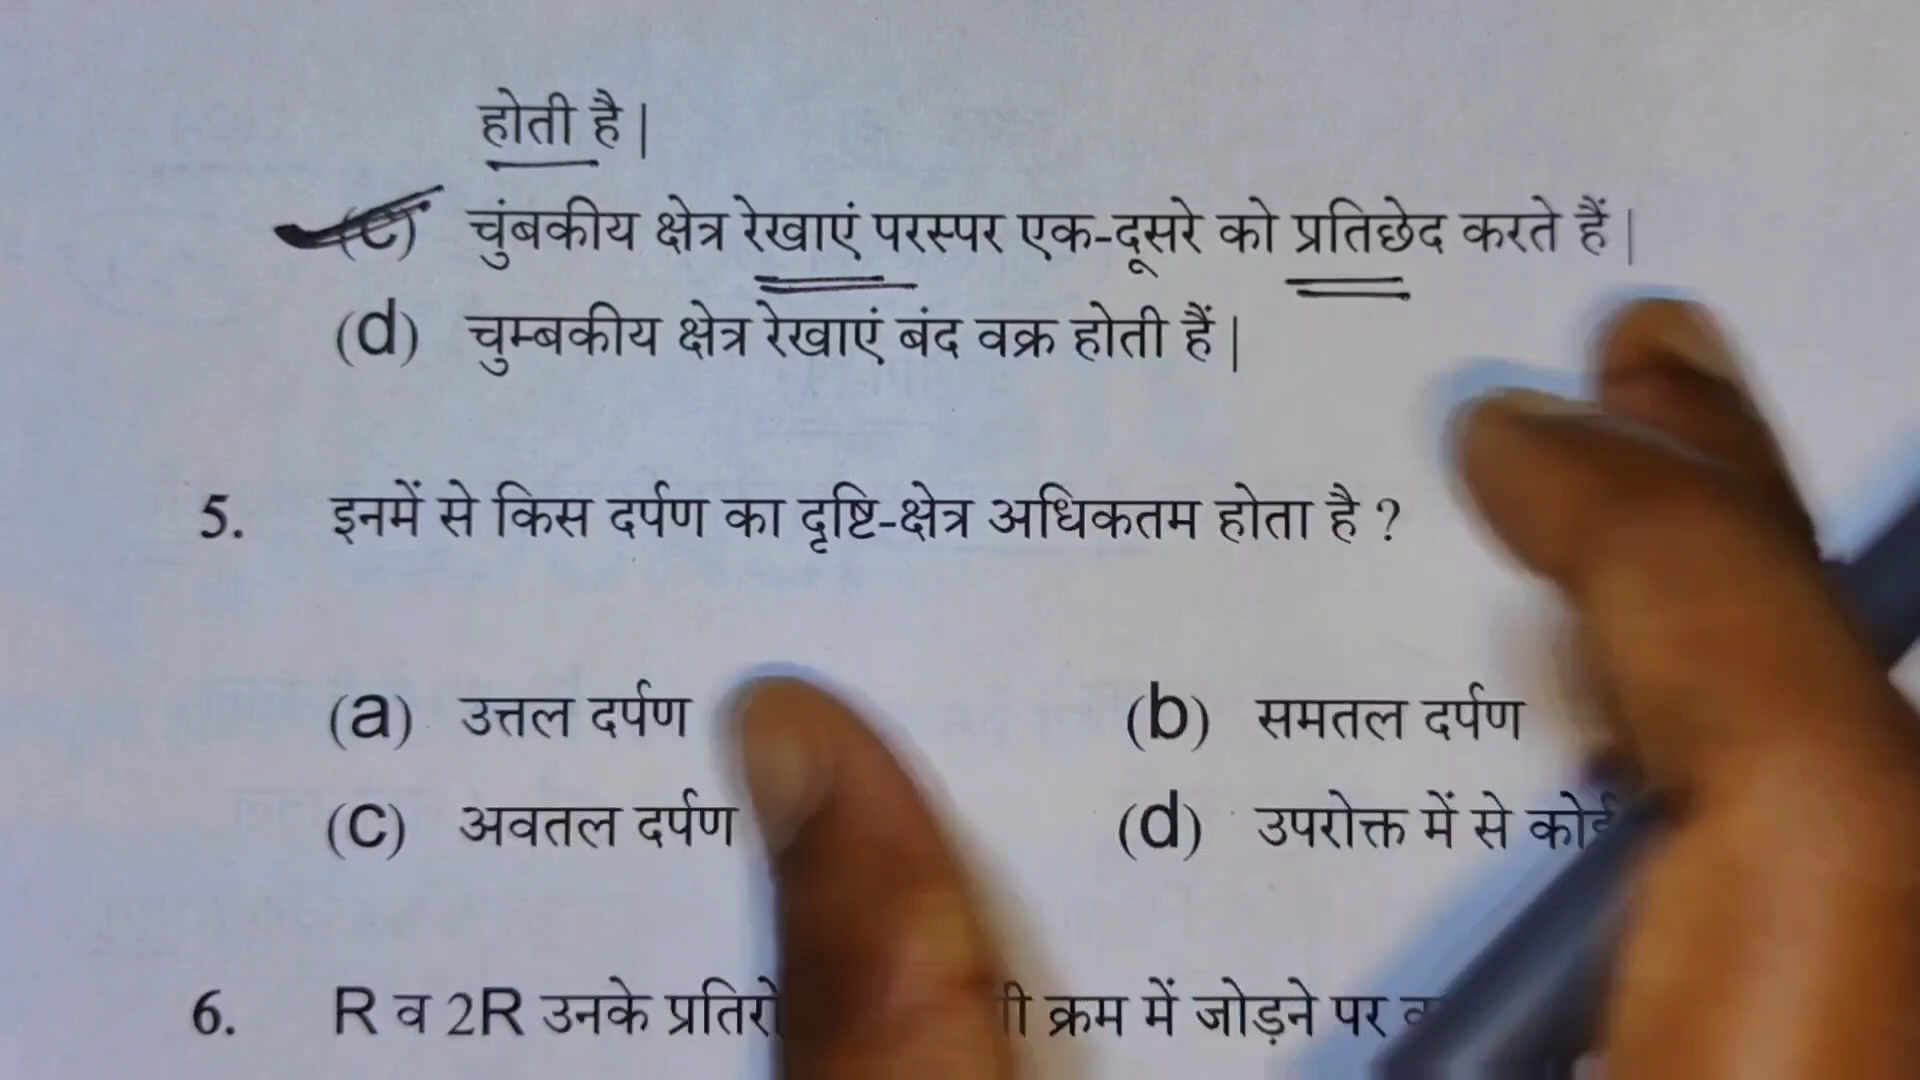 होती है |
(c) चुंबकीय क्षेत्र रेखाएं परस्पर एक-दूसरे को प्रतिछेद करते हैं |
(d) चुम्बकीय क्षेत्र रेखाएं बंद वक्र होती हैं |
5. इनमें से किस दर्पण का दृष्टि-क्षेत्र अधिकतम होता है ?
(a) उत्तल दर्पण (b) समतल दर्पण
(c) अवतल दर्पण (d) उपरोक्त में से
6. R व 2R उनके क्रम में जोड़ने पर